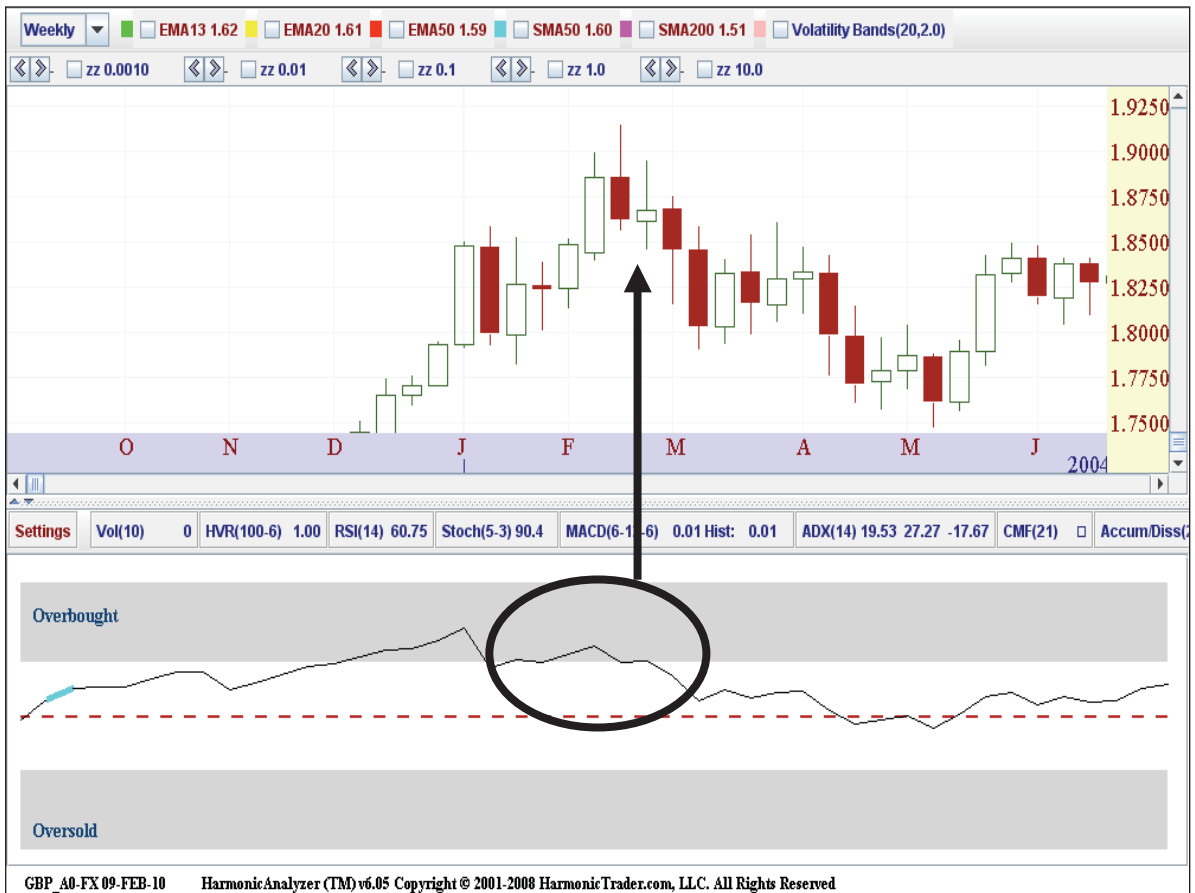 Weekly EMA13 1.62 EMA20 1.61 EMA50 1.59 SMA50 1.60 SMA200 1.51 Volatility Bands(20,2.0)
zz 0.0010 zz 0.01 zz 0.1 zz 1.0 zz 10.0
1.9250
1.9000
1.8750
1.8500
1.8250
1.8000
1.7750
1.7500
O N D J F M A M J
2004
Settings Vol(10) 0 HVR(100-6) 1.00 RSI(14) 60.75 Stoch(5-3) 90.4 MACD(6-12-6) 0.01 Hist: 0.01 ADX(14) 19.53 27.27 -17.67 CMF(21) Accum/Diss(
Overbought
Oversold
GBP_A0-FX 09-FEB-10 HarmonicAnalyzer (TM) v6.05 Copyright © 2001-2008 HarmonicTrader.com, LLC. All Rights Reserved